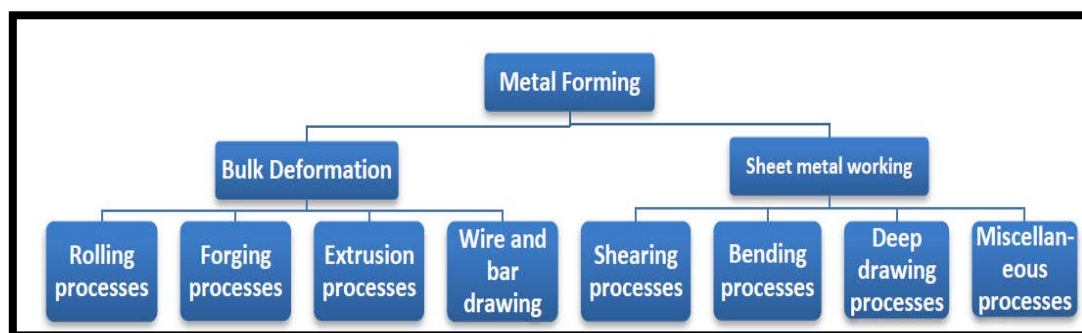 Metal Forming
Bulk Deformation
Sheet metal working
Rolling
processes
Forging
processes
Extrusion
processes
Wire and
bar
drawing
Shearing
processes
Bending
processes
Deep
drawing
processes
Miscellan-
eous
processes